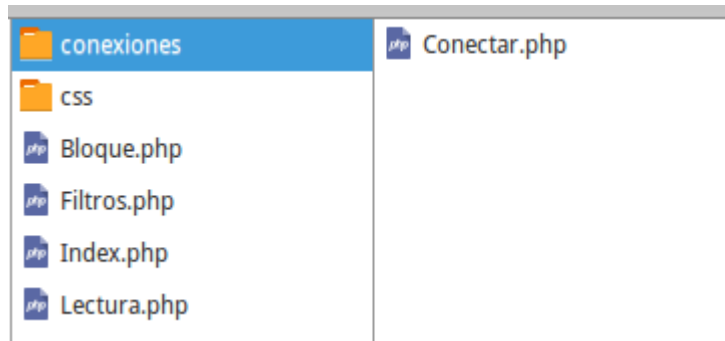 conexiones
css
Bloque.php
Filtros.php
Index.php
Lectura.php
Conectar.php